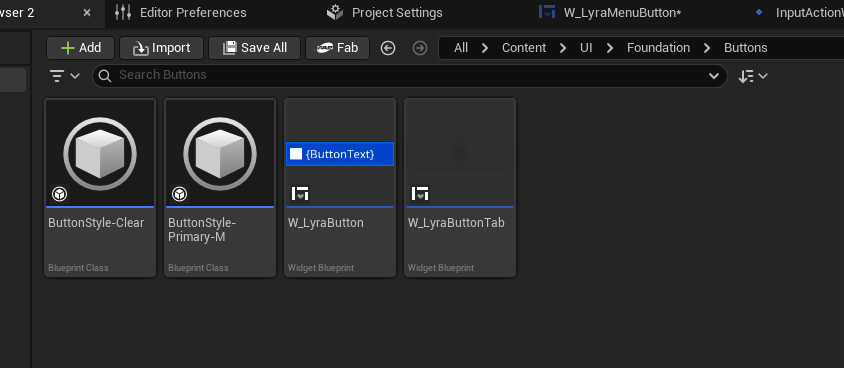 wser 2
Editor Preferences
Project Settings
W_LyraMenuButton*
InputActionW
Add
Import
Save All
Fab
All > Content > UI > Foundation > Buttons
Search Buttons
{ButtonText}
ButtonStyle-Clear
Blueprint Class
ButtonStyle-
Primary-M
Blueprint Class
W_LyraButton
Widget Blueprint
W_LyraButtonTab
Widget Blueprint